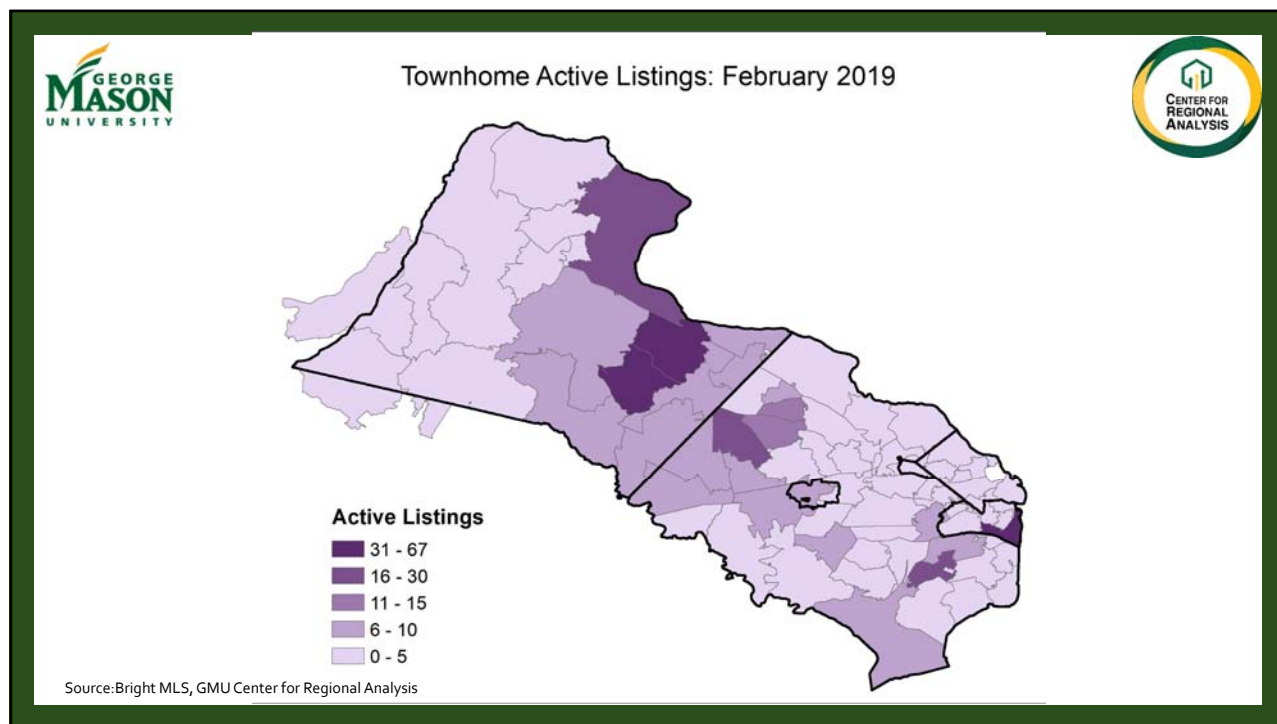 GEORGE
MASON
UNIVERSITY
Townhome Active Listings: February 2019
CENTER FOR
REGIONAL
ANALYSIS
Active Listings
31 - 67
16 - 30
11 - 15
6 - 10
0 - 5
Source:Bright MLS, GMU Center for Regional Analysis